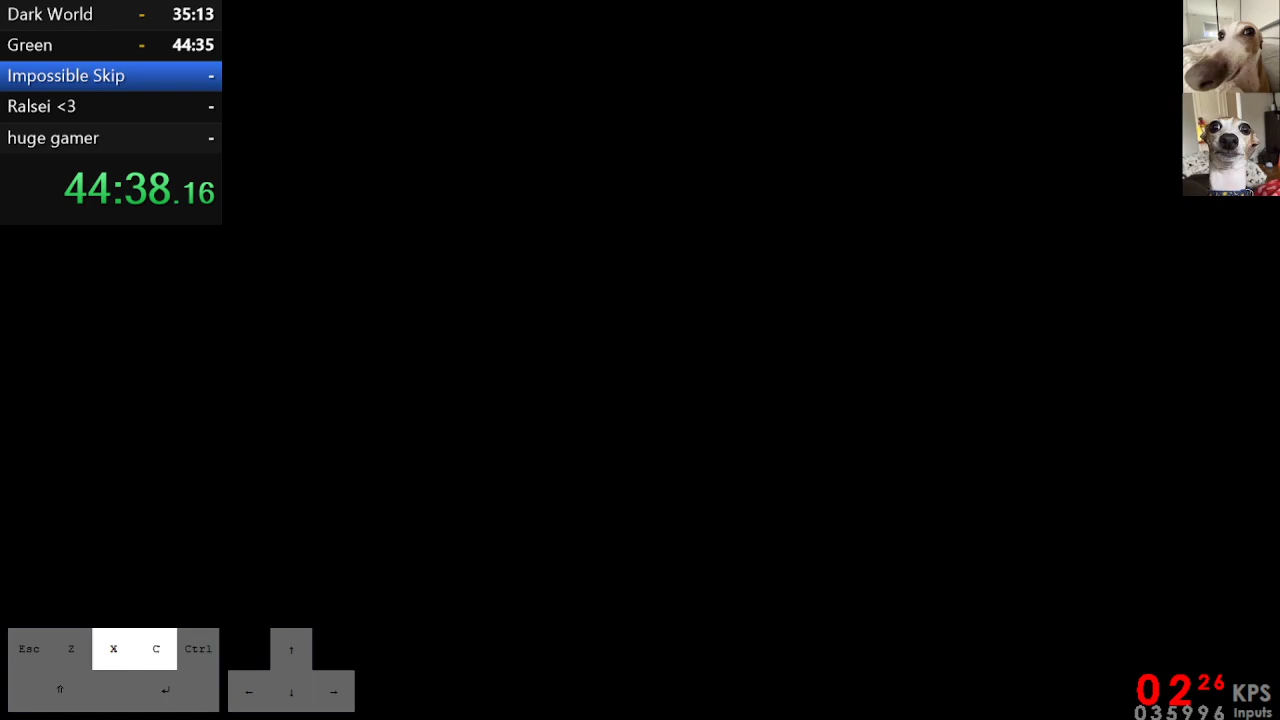 Dark World - 35:13
Green - 44:35
Impossible Skip -
Ralsei <3 -
huge gamer -
44:38.16
Esc Z X C Ctrl ↑
⇧ ↵ ← ↓ →
02 26 KPS
035996 Inputs